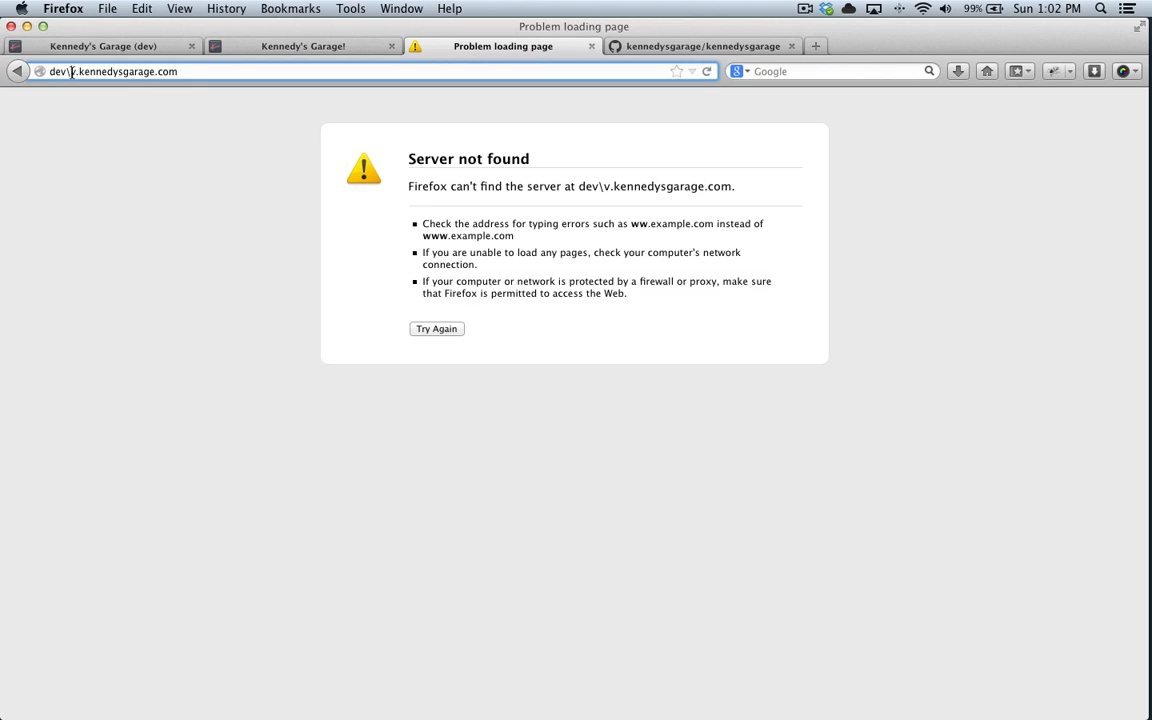 Firefox File Edit View History Bookmarks Tools Window Help 99% Sun 1:02 PM
Problem loading page
Kennedy's Garage (dev) Kennedy's Garage! Problem loading page kennedysgarage/kennedysgarage
dev\v.kennedysgarage.com Google
Server not found
Firefox can't find the server at dev\v.kennedysgarage.com.
Check the address for typing errors such as ww.example.com instead of
www.example.com
If you are unable to load any pages, check your computer's network
connection.
If your computer or network is protected by a firewall or proxy, make sure
that Firefox is permitted to access the Web.
Try Again